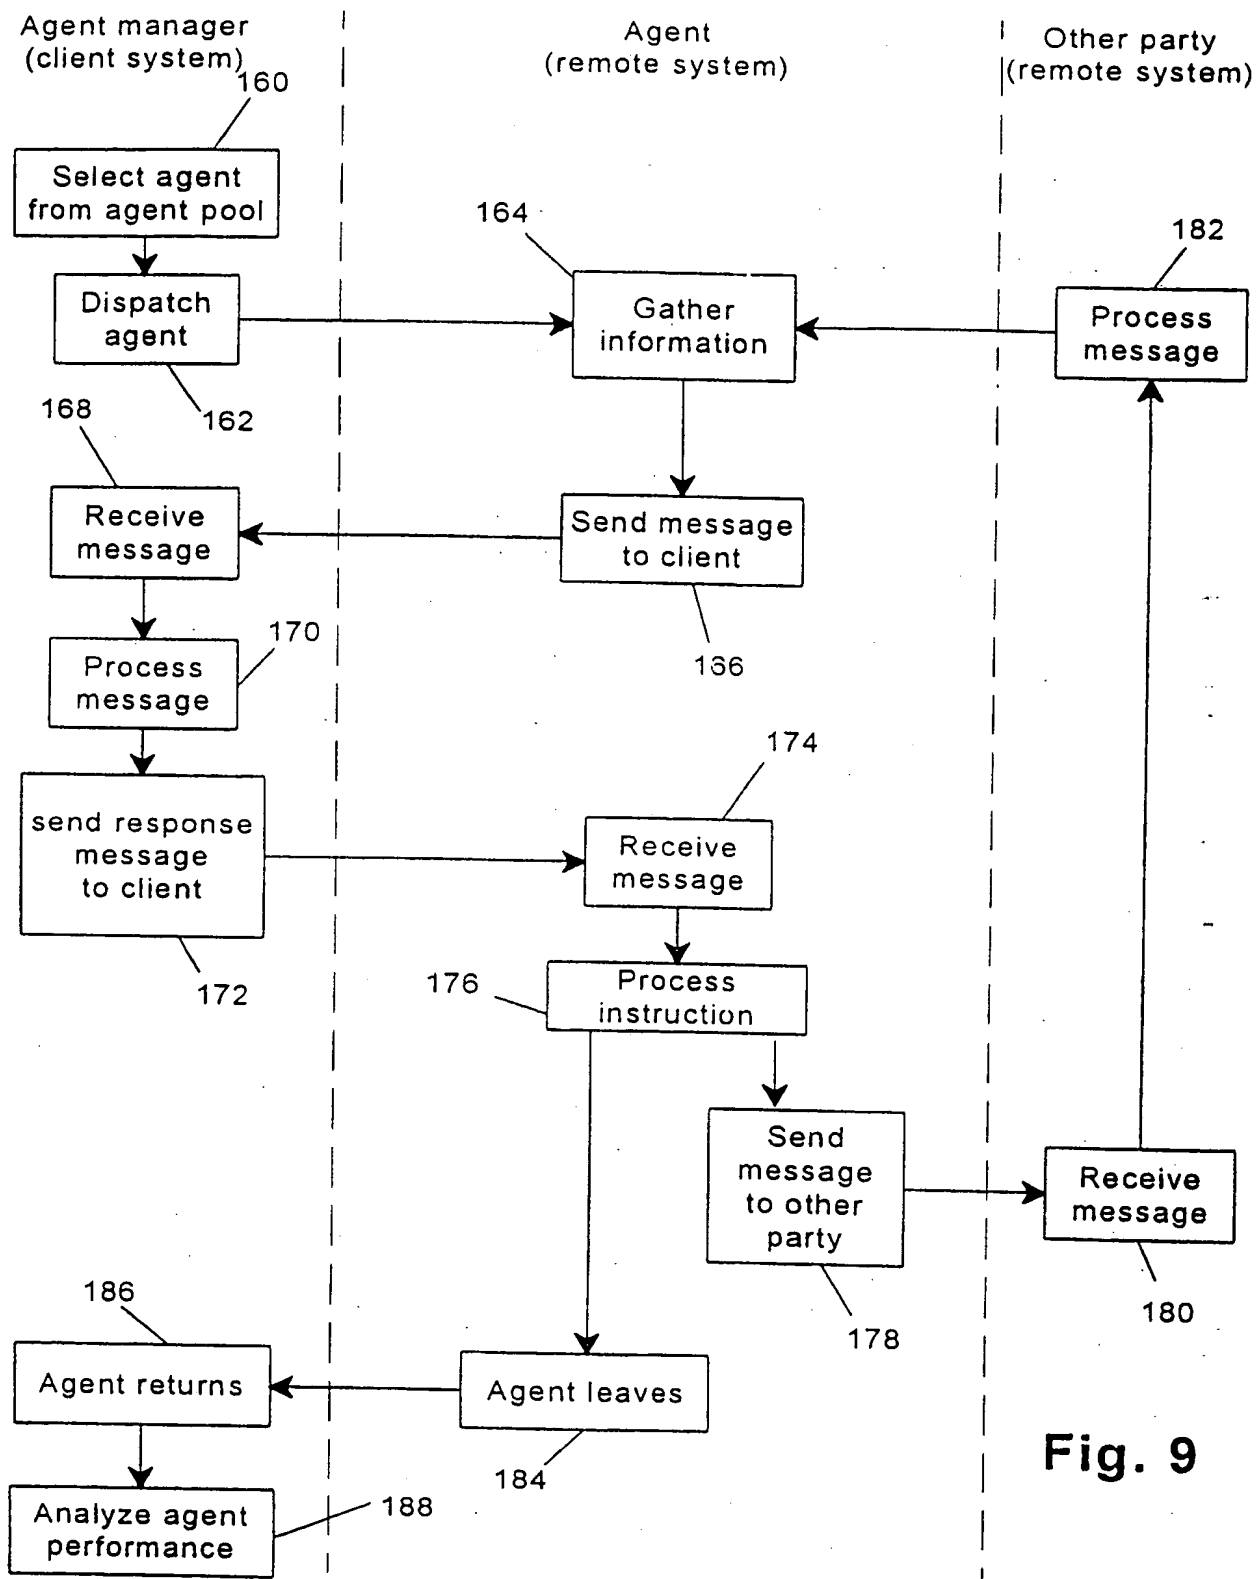 Agent manager
(client system)
Agent
(remote system)
Other party
(remote system)
160
Select agent
from agent pool
164
182
Dispatch
agent
Gather
information
Process
message
162
168
Receive
message
Send message
to client
166
170
Process
message
174
send response
message
to client
Receive
message
172
176
Process
instruction
Send
message
to other
party
Receive
message
178
180
186
Agent returns
Agent leaves
184
Fig. 9
188
Analyze agent
performance